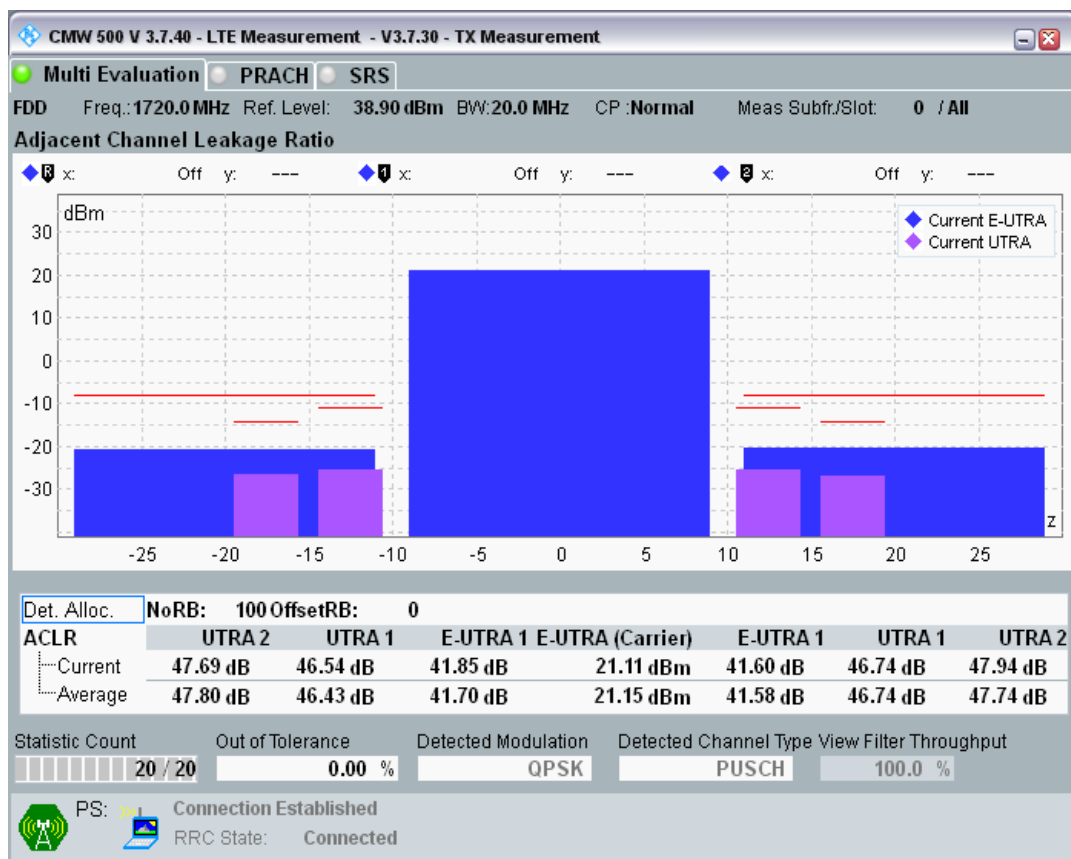 CMW 500 V 3.7.40 - LTE Measurement - V3.7.30 - TX Measurement
Multi Evaluation PRACH SRS
FDD Freq.: 1720.0 MHz Ref. Level: 38.90 dBm BW: 20.0 MHz CP : Normal Meas Subfr./Slot: 0 / All
Adjacent Channel Leakage Ratio
R x: Off y: --- 1 x: Off y: --- 2 x: Off y: ---
dBm
Current E-UTRA
Current UTRA
30
20
10
0
-10
-20
-30
z
-25 -20 -15 -10 -5 0 5 10 15 20 25
Det. Alloc. NoRB: 100 OffsetRB: 0
ACLR UTRA 2 UTRA 1 E-UTRA 1 E-UTRA (Carrier) E-UTRA 1 UTRA 1 UTRA 2
Current 47.69 dB 46.54 dB 41.85 dB 21.11 dBm 41.60 dB 46.74 dB 47.94 dB
Average 47.80 dB 46.43 dB 41.70 dB 21.15 dBm 41.58 dB 46.74 dB 47.74 dB
Statistic Count Out of Tolerance Detected Modulation Detected Channel Type View Filter Throughput
20 / 20 0.00 % QPSK PUSCH 100.0 %
PS: Connection Established
RRC State: Connected